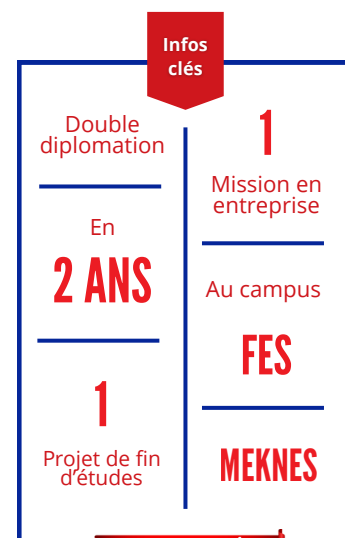 Infos
clés
Double
diplomation
En
2 ANS
1
Projet de fin
d'études
1
Mission en
entreprise
Au campus
FES
MEKNES